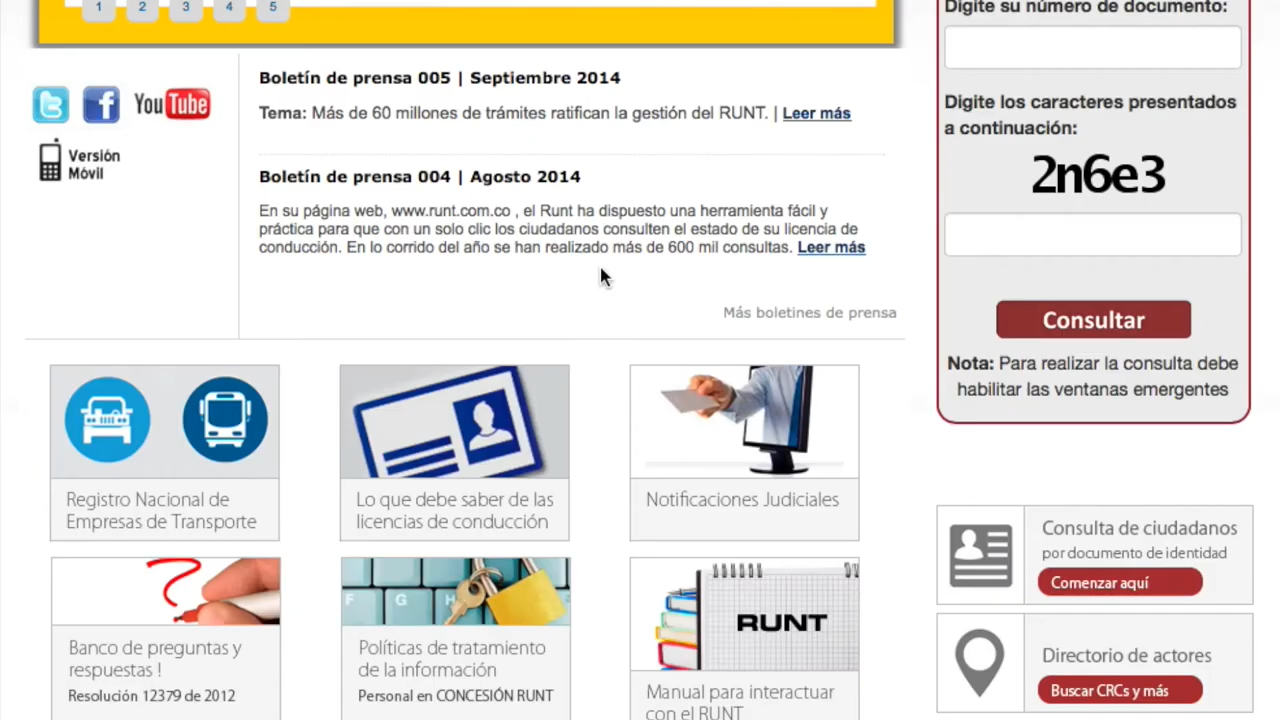 1 2 3 4 5
Boletín de prensa 005 | Septiembre 2014
Tema: Más de 60 millones de trámites ratifican la gestión del RUNT. | Leer más
YouTube
Versión
Móvil
Boletín de prensa 004 | Agosto 2014
En su página web, www.runt.com.co , el Runt ha dispuesto una herramienta fácil y
práctica para que con un solo clic los ciudadanos consulten el estado de su licencia de
conducción. En lo corrido del año se han realizado más de 600 mil consultas. Leer más
Más boletines de prensa
Digite su número de documento:
Digite los caracteres presentados
a continuación:
2n6e3
Consultar
Nota: Para realizar la consulta debe
habilitar las ventanas emergentes
Registro Nacional de
Empresas de Transporte
Lo que debe saber de las
licencias de conducción
Notificaciones Judiciales
Banco de preguntas y
respuestas !
Resolución 12379 de 2012
F G H
Políticas de tratamiento
de la información
Personal en CONCESIÓN RUNT
RUNT
Manual para interactuar
con el RUNT
Consulta de ciudadanos
por documento de identidad
Comenzar aquí
Directorio de actores
Buscar CRCs y más